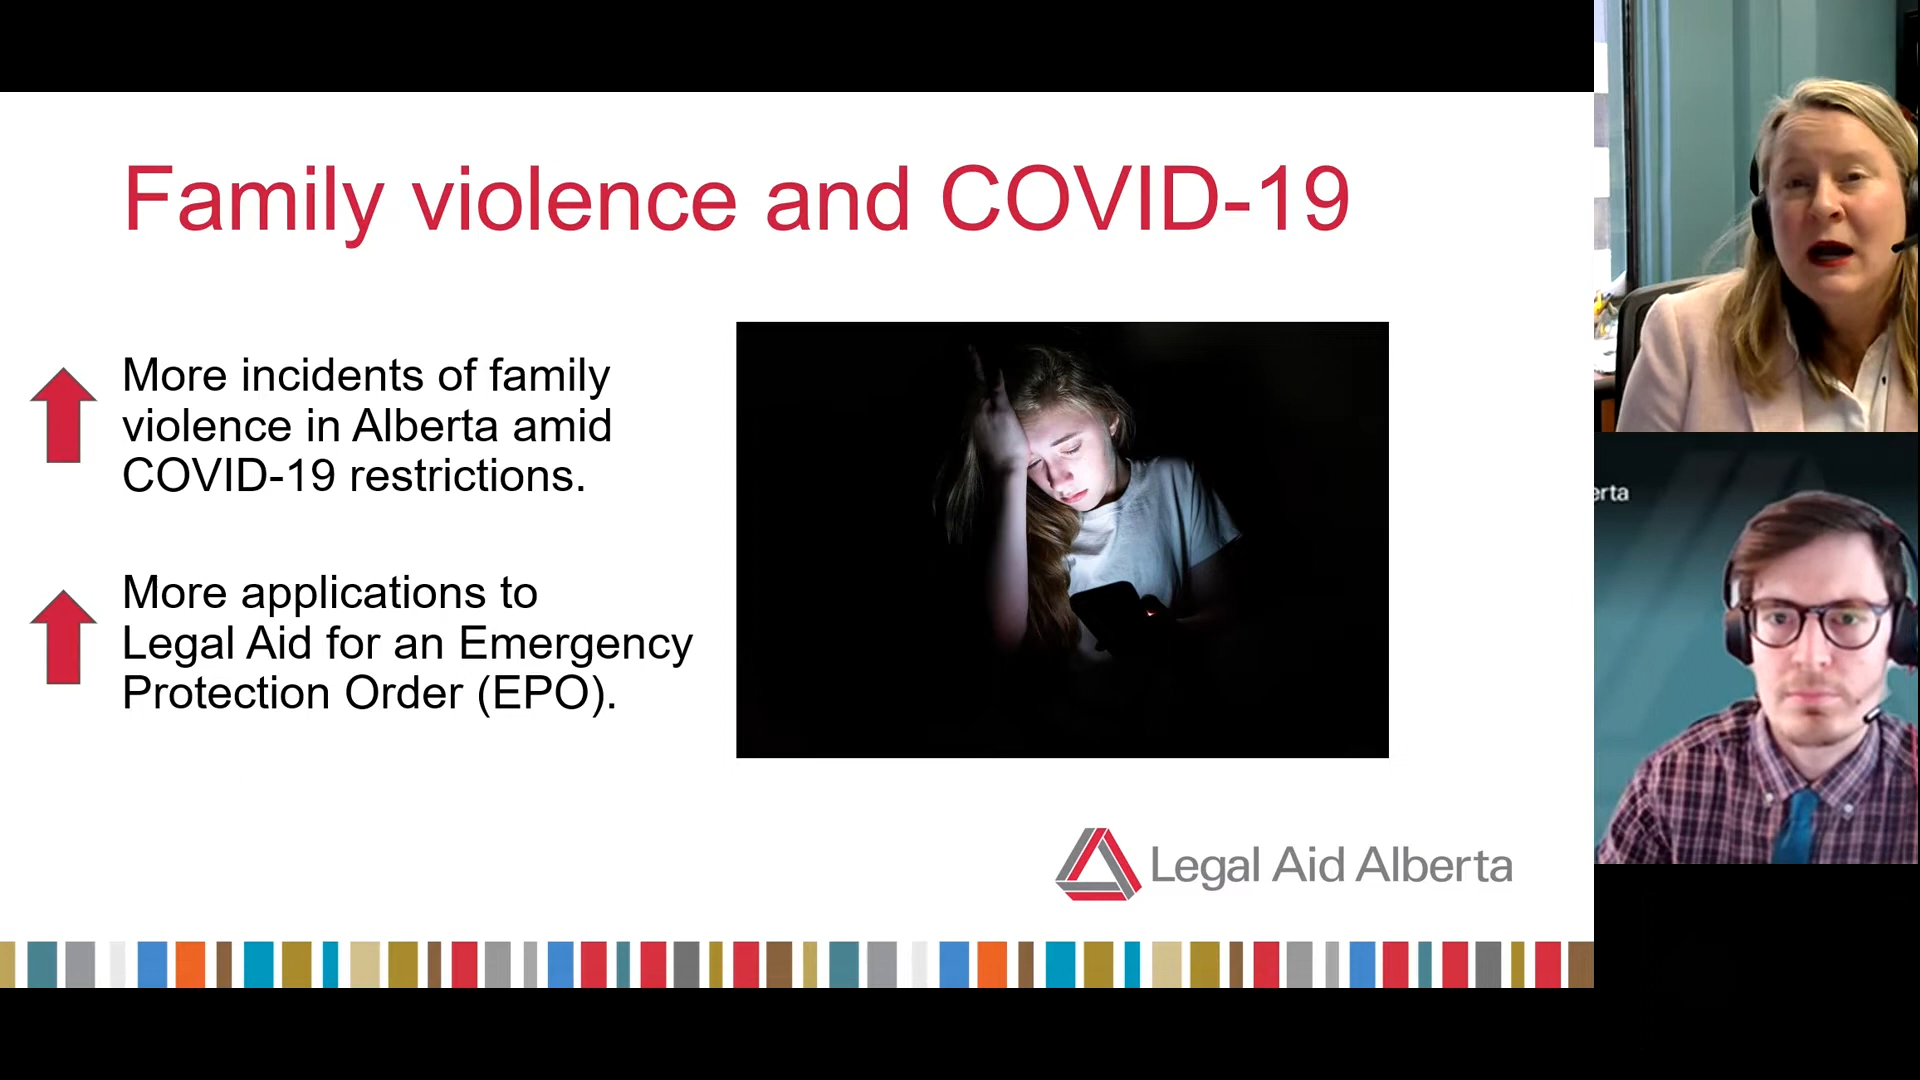 Family violence and COVID-19
More incidents of family
violence in Alberta amid
COVID-19 restrictions.
More applications to
Legal Aid for an Emergency
Protection Order (EPO).
Legal Aid Alberta
erta